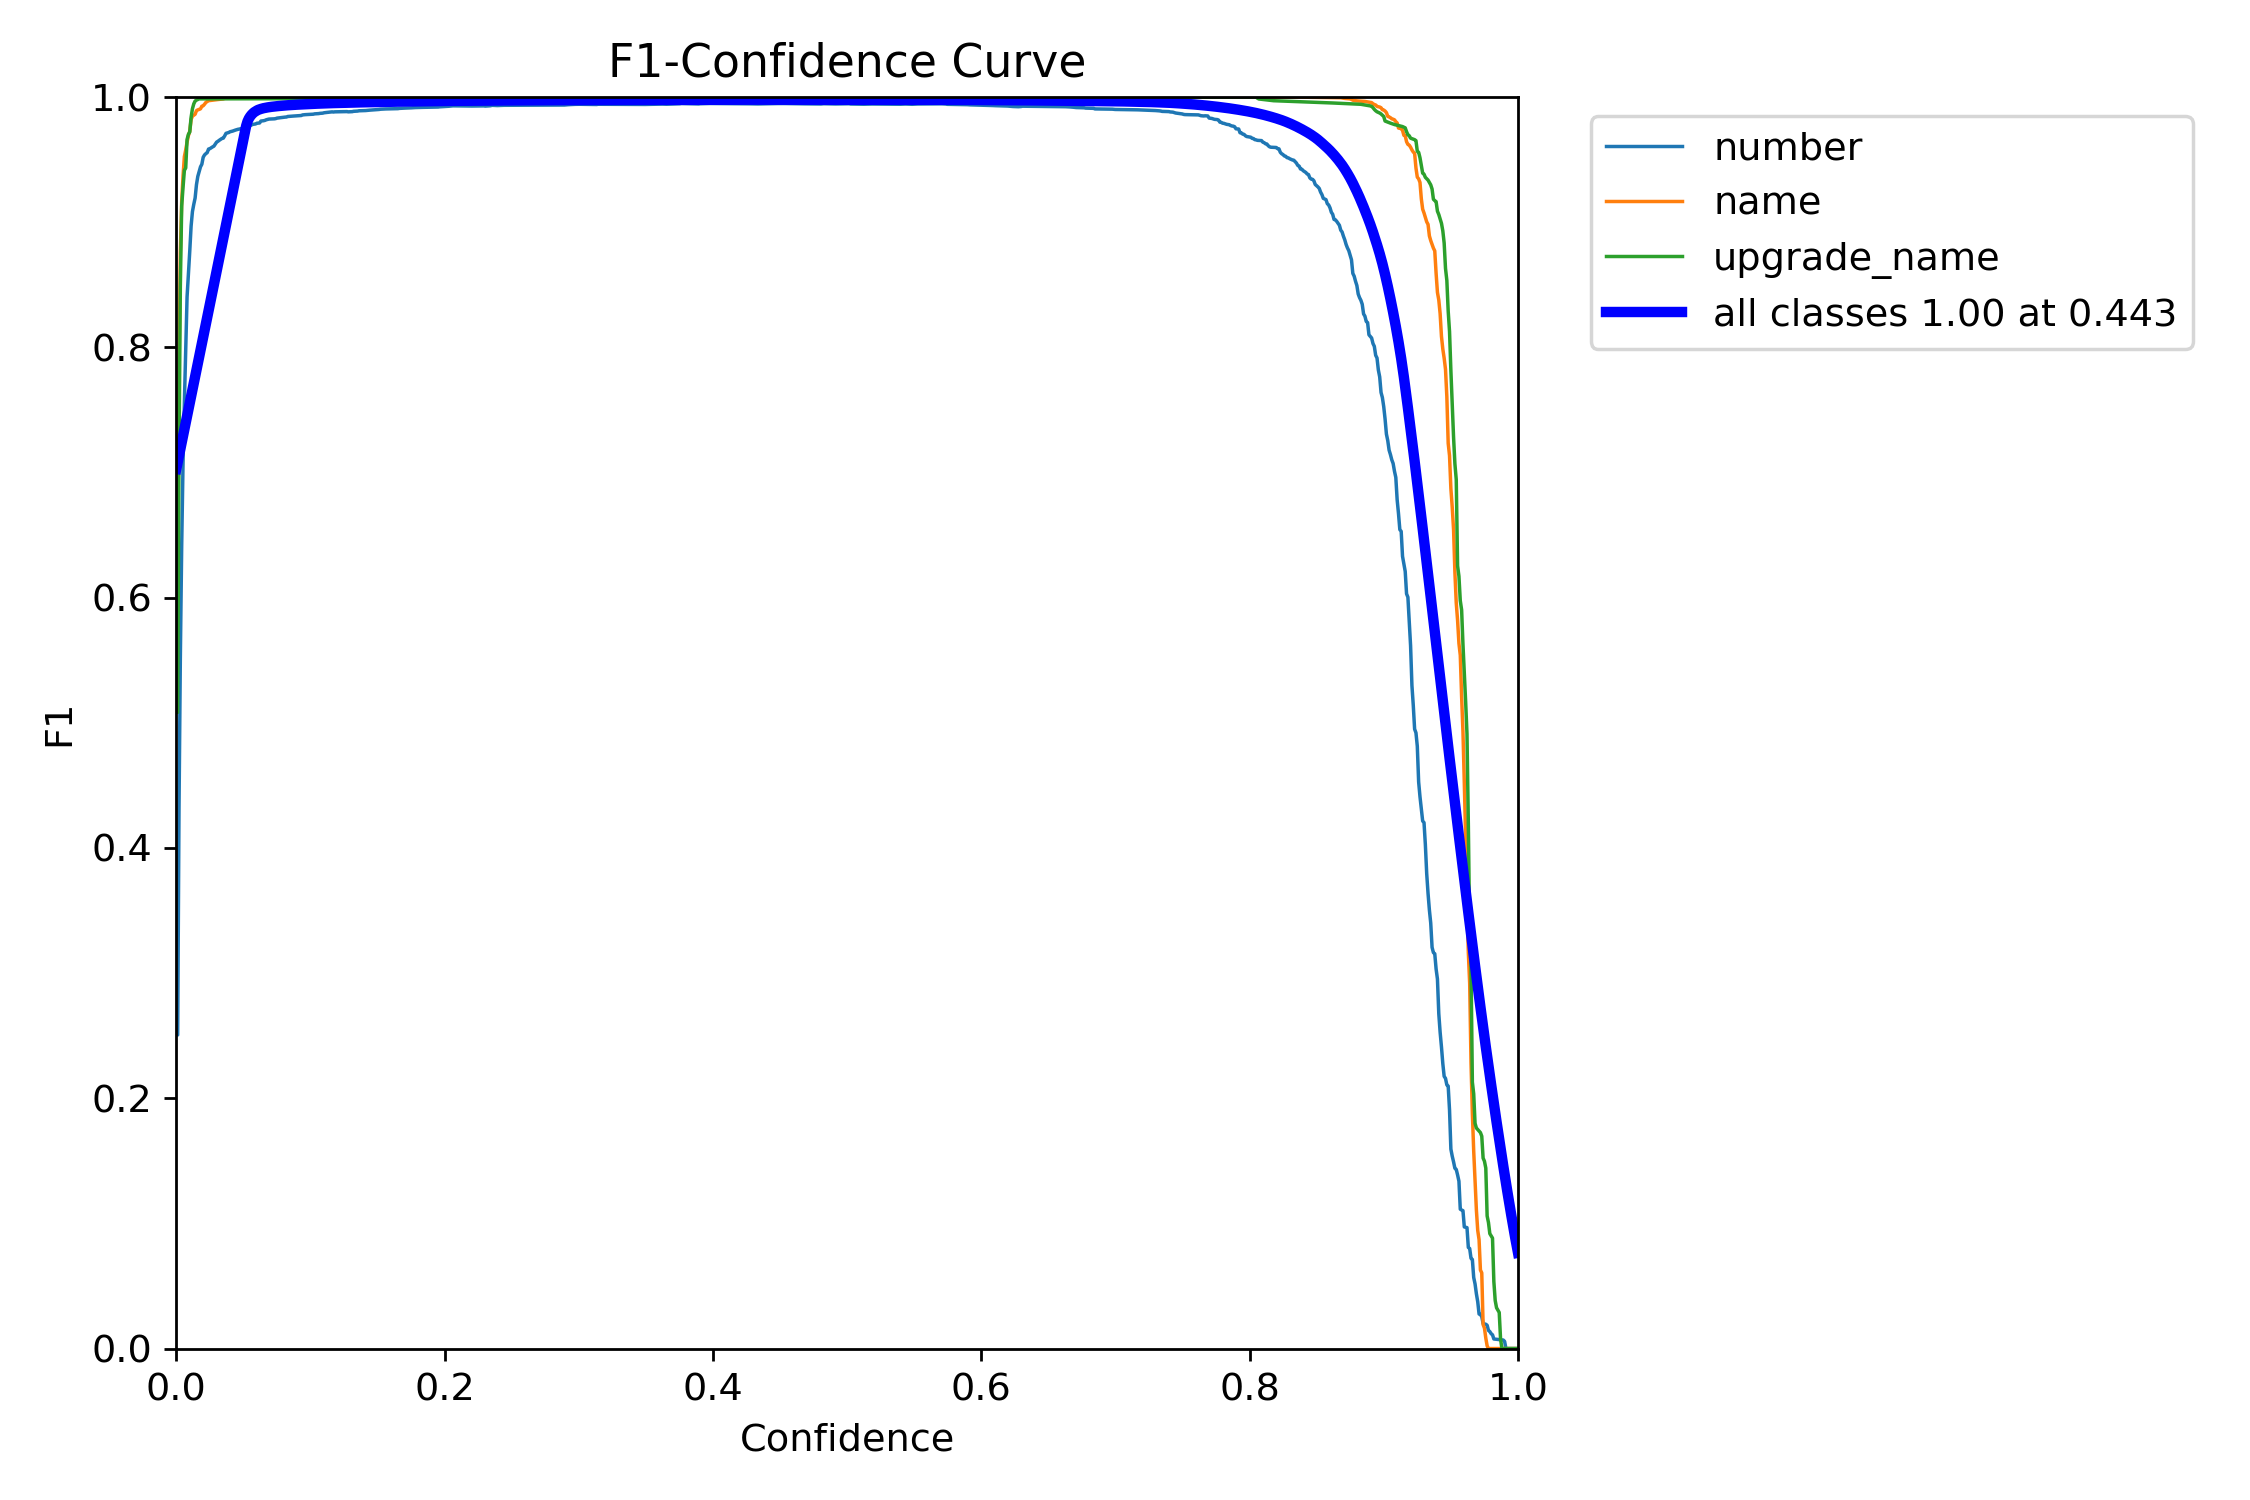 F1-Confidence Curve
1.0
0.8
0.6
0.4
0.2
0.0
F1
0.0 0.2 0.4 0.6 0.8 1.0
Confidence
number
name
upgrade_name
all classes 1.00 at 0.443